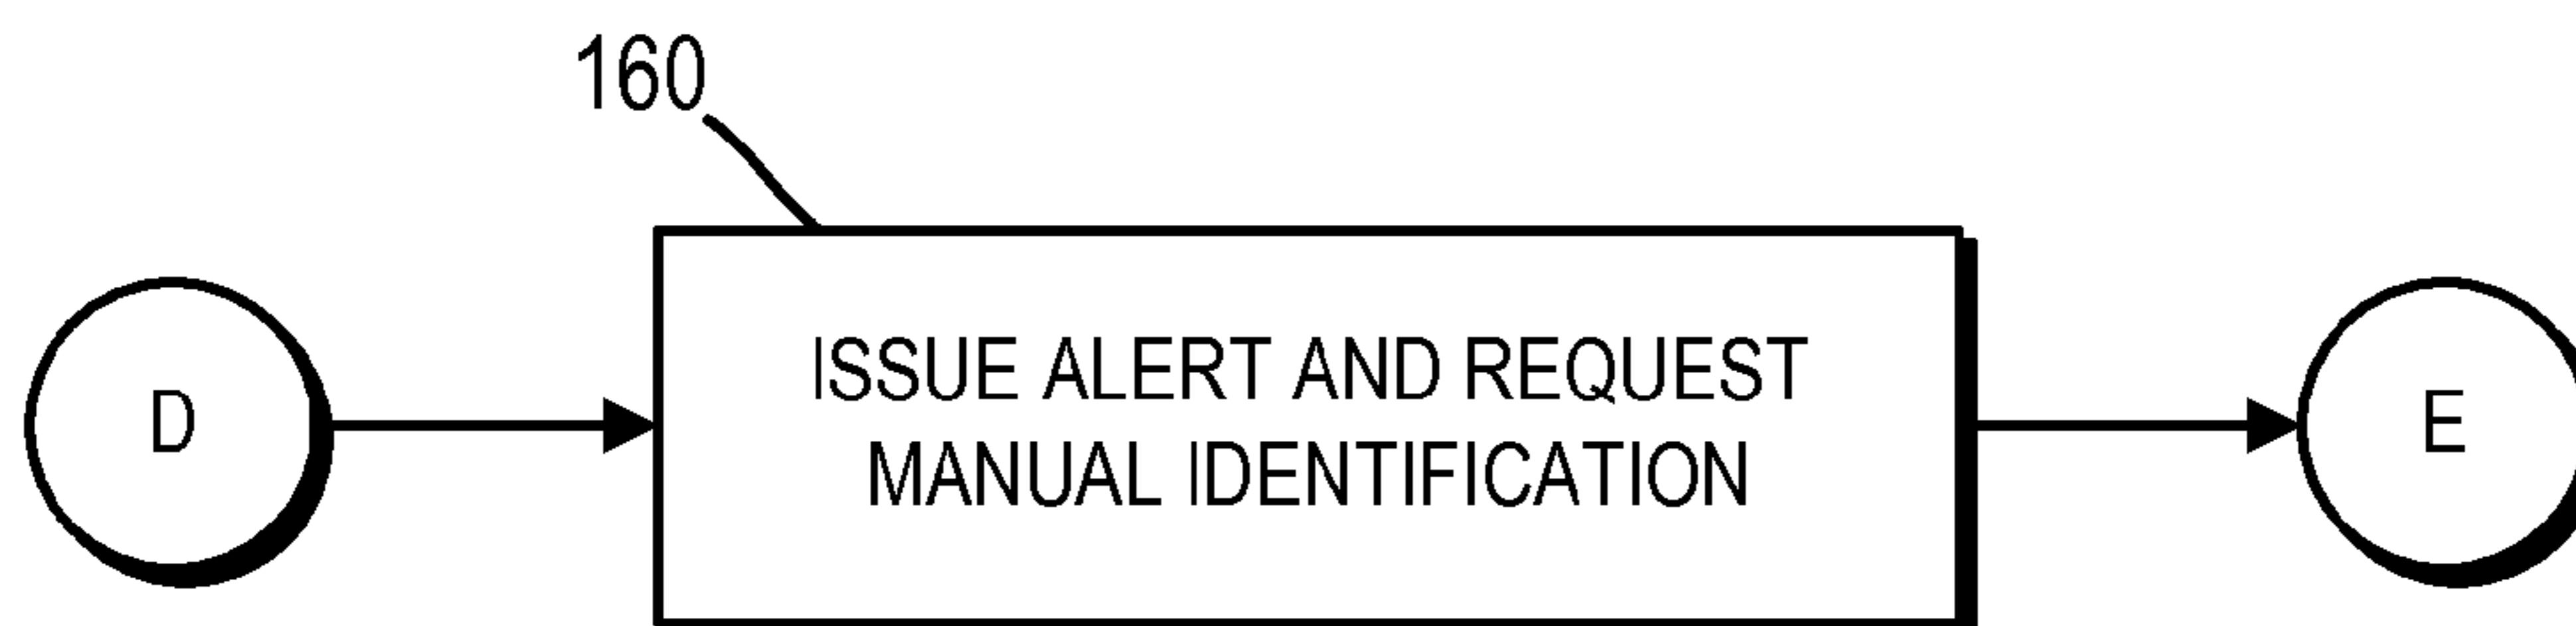 160
D
ISSUE ALERT AND REQUEST
MANUAL IDENTIFICATION
E